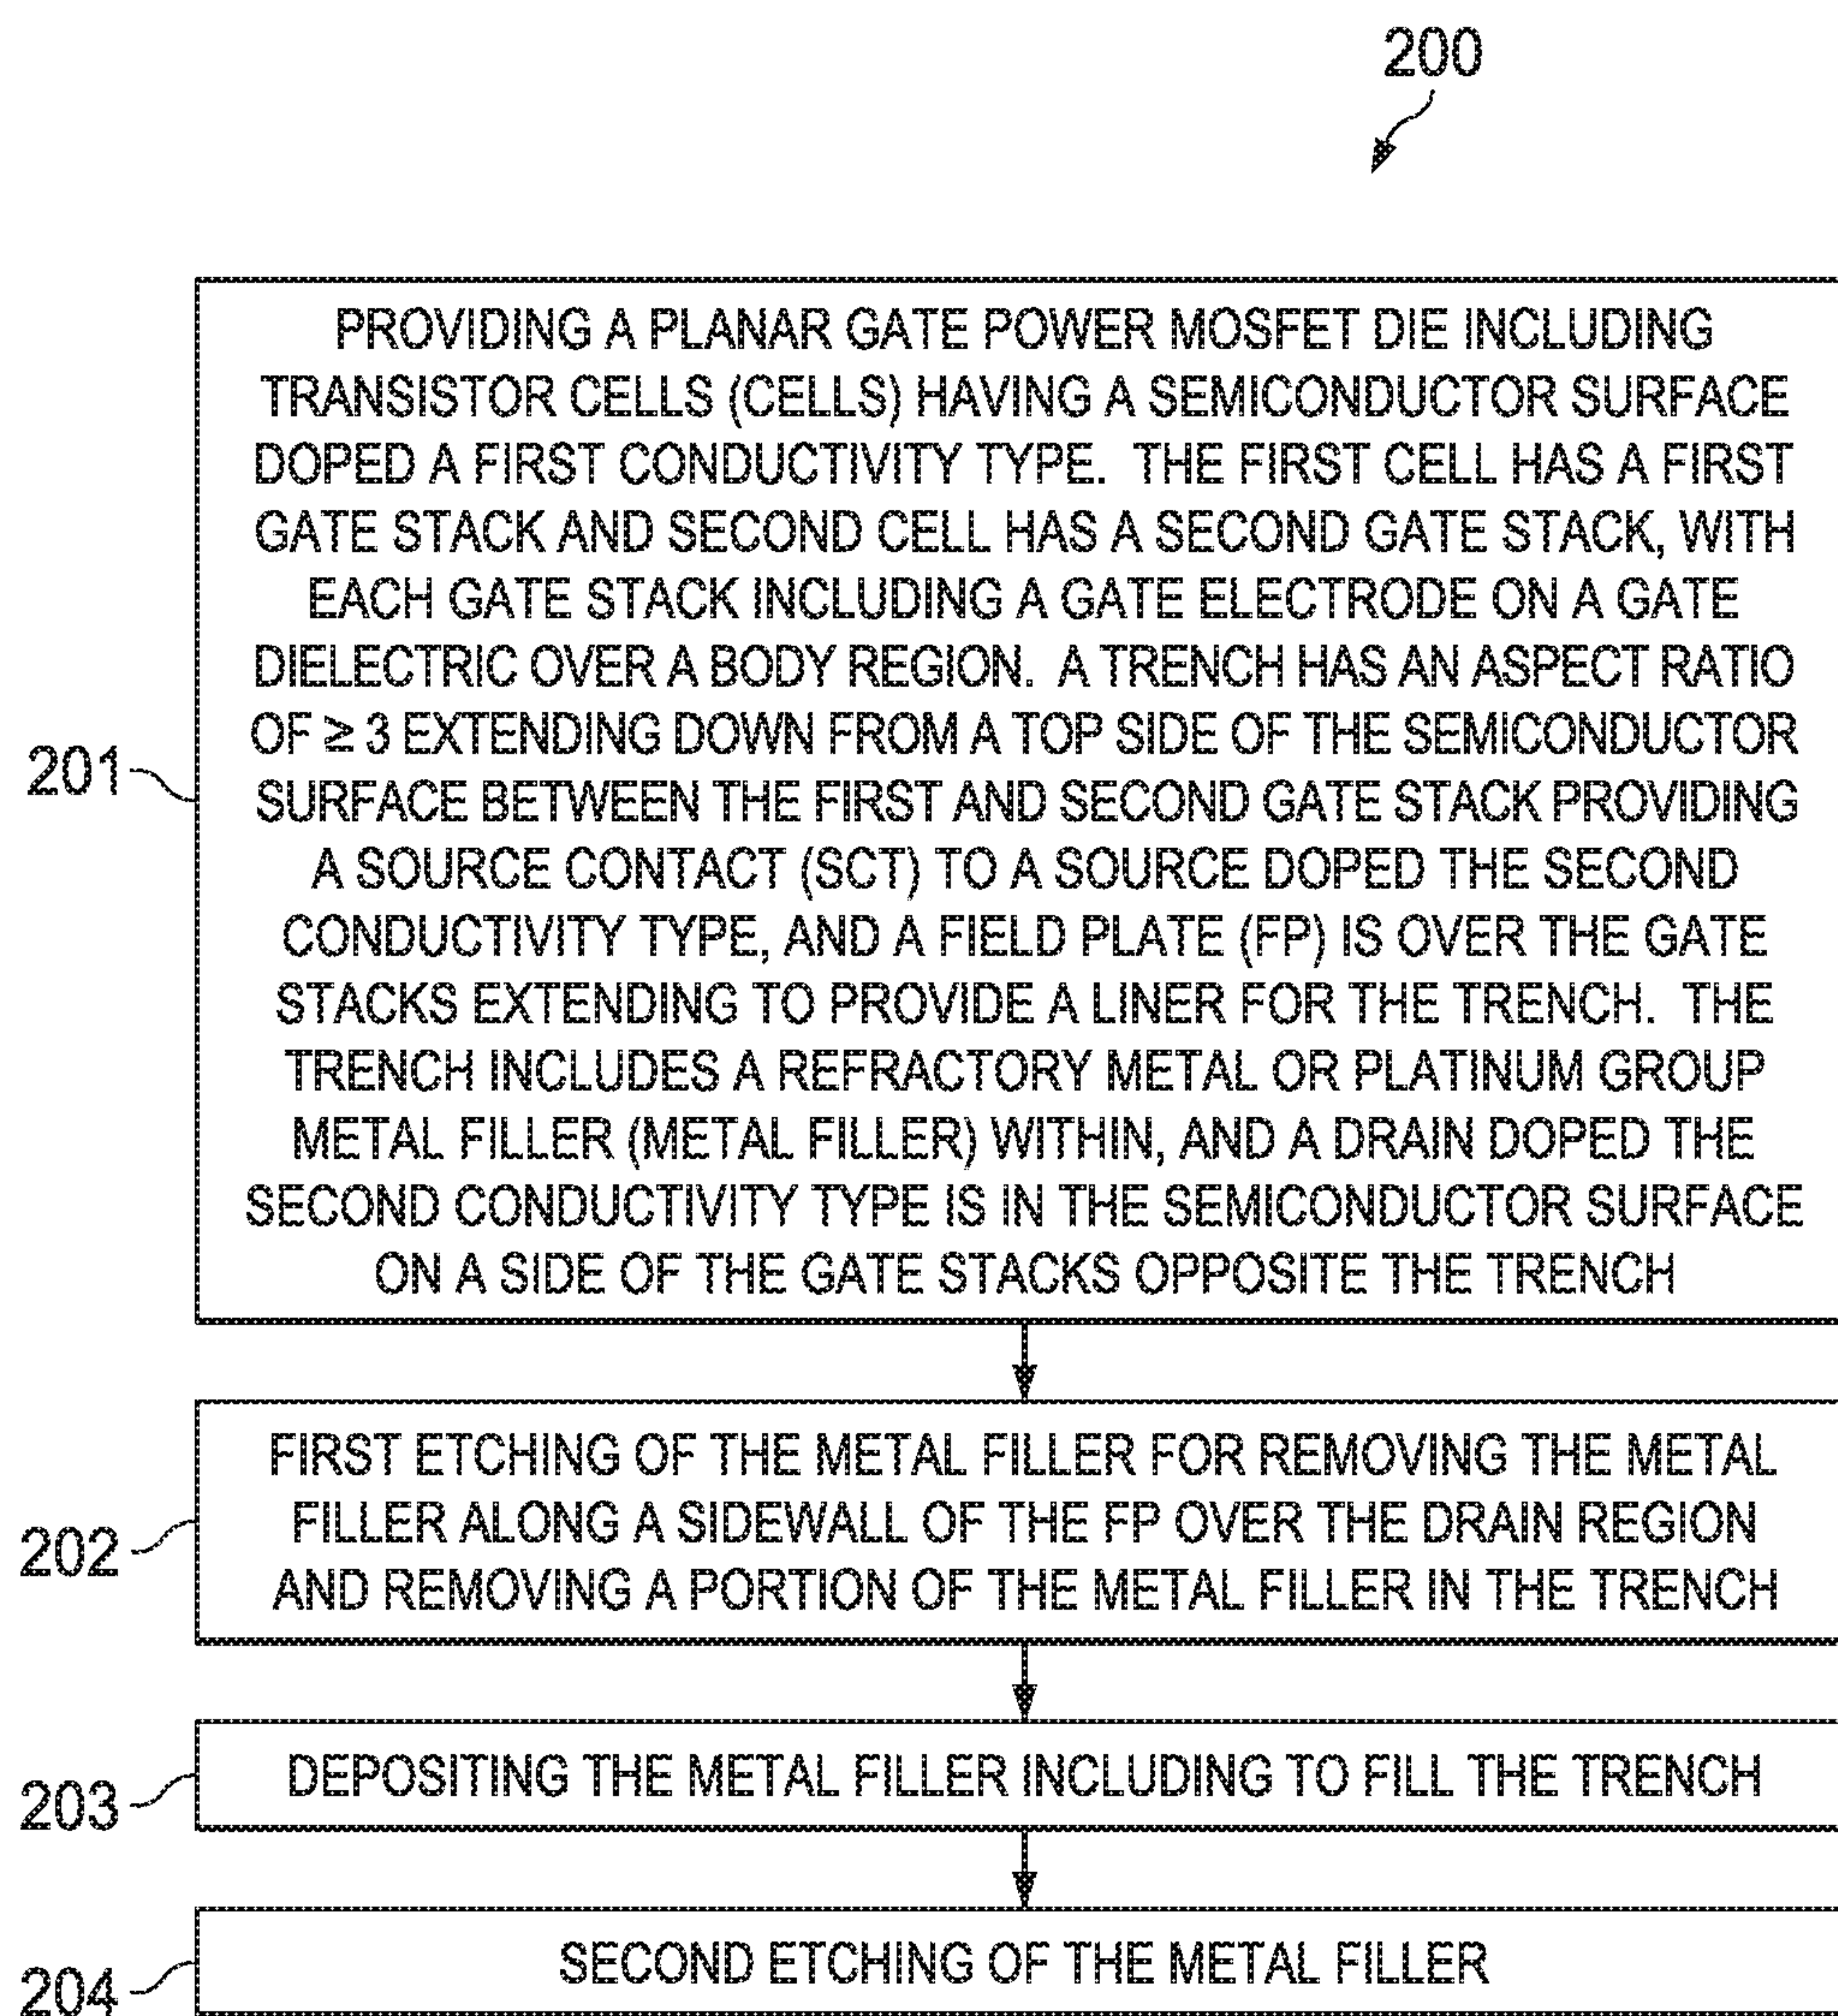 200
PROVIDING A PLANAR GATE POWER MOSFET DIE INCLUDING
TRANSISTOR CELLS (CELLS) HAVING A SEMICONDUCTOR SURFACE
DOPED A FIRST CONDUCTIVITY TYPE. THE FIRST CELL HAS A FIRST
GATE STACK AND SECOND CELL HAS A SECOND GATE STACK, WITH
EACH GATE STACK INCLUDING A GATE ELECTRODE ON A GATE
DIELECTRIC OVER A BODY REGION. A TRENCH HAS AN ASPECT RATIO
OF ≥ 3 EXTENDING DOWN FROM A TOP SIDE OF THE SEMICONDUCTOR
SURFACE BETWEEN THE FIRST AND SECOND GATE STACK PROVIDING
A SOURCE CONTACT (SCT) TO A SOURCE DOPED THE SECOND
CONDUCTIVITY TYPE, AND A FIELD PLATE (FP) IS OVER THE GATE
STACKS EXTENDING TO PROVIDE A LINER FOR THE TRENCH. THE
TRENCH INCLUDES A REFRACTORY METAL OR PLATINUM GROUP
METAL FILLER (METAL FILLER) WITHIN, AND A DRAIN DOPED THE
SECOND CONDUCTIVITY TYPE IS IN THE SEMICONDUCTOR SURFACE
ON A SIDE OF THE GATE STACKS OPPOSITE THE TRENCH
201
FIRST ETCHING OF THE METAL FILLER FOR REMOVING THE METAL
FILLER ALONG A SIDEWALL OF THE FP OVER THE DRAIN REGION
AND REMOVING A PORTION OF THE METAL FILLER IN THE TRENCH
202
DEPOSITING THE METAL FILLER INCLUDING TO FILL THE TRENCH
203
SECOND ETCHING OF THE METAL FILLER
204